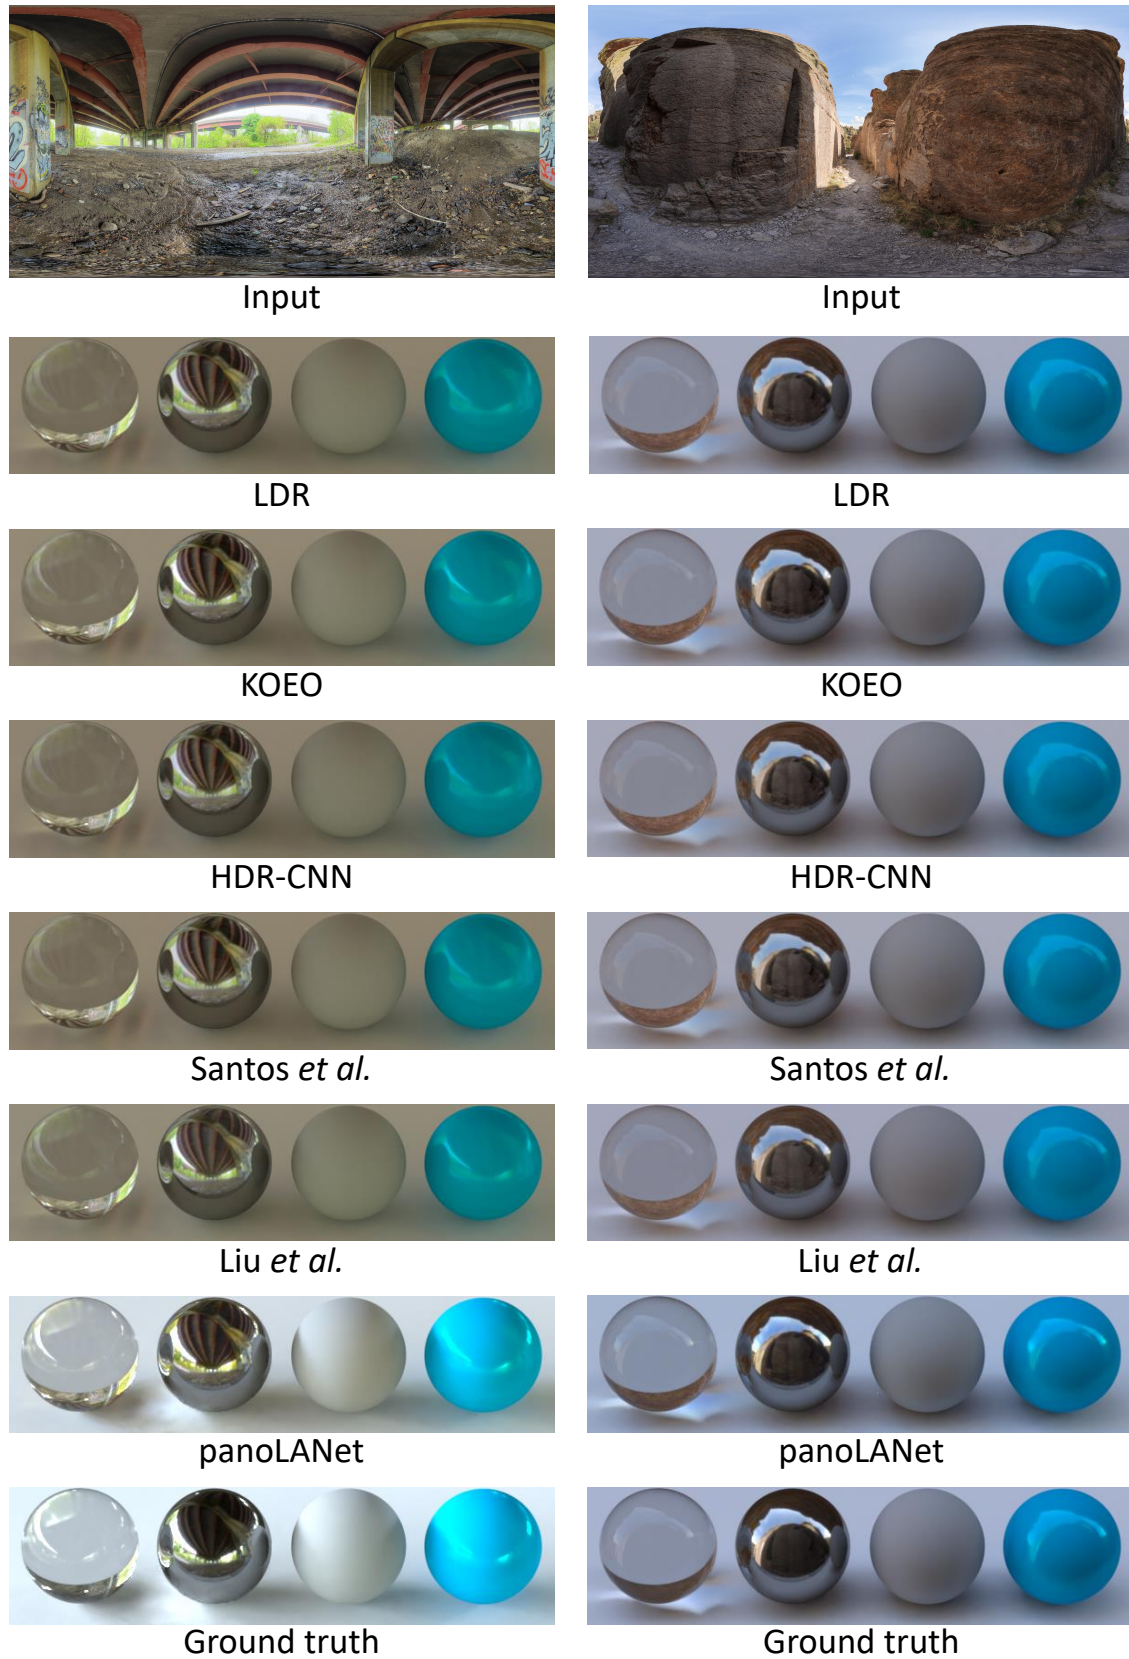 Input
Input
LDR
LDR
KOEO
KOEO
HDR-CNN
HDR-CNN
Santos et al.
Santos et al.
Liu et al.
Liu et al.
panoLANet
panoLANet
Ground truth
Ground truth